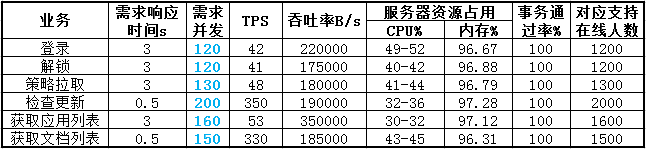 业务 需求响应时间s 需求并发 TPS 吞吐率B/s 服务器资源占用 CPU% 内存% 事务通过率% 对应支持在线人数
登录 3 120 42 220000 49-52 96.67 100 1200
解锁 3 120 41 175000 40-42 96.88 100 1200
策略拉取 3 130 48 180000 41-44 96.79 100 1300
检查更新 0.5 200 350 190000 32-36 97.28 100 2000
获取应用列表 3 160 53 350000 30-32 97.12 100 1600
获取文档列表 0.5 150 330 185000 43-45 96.31 100 1500